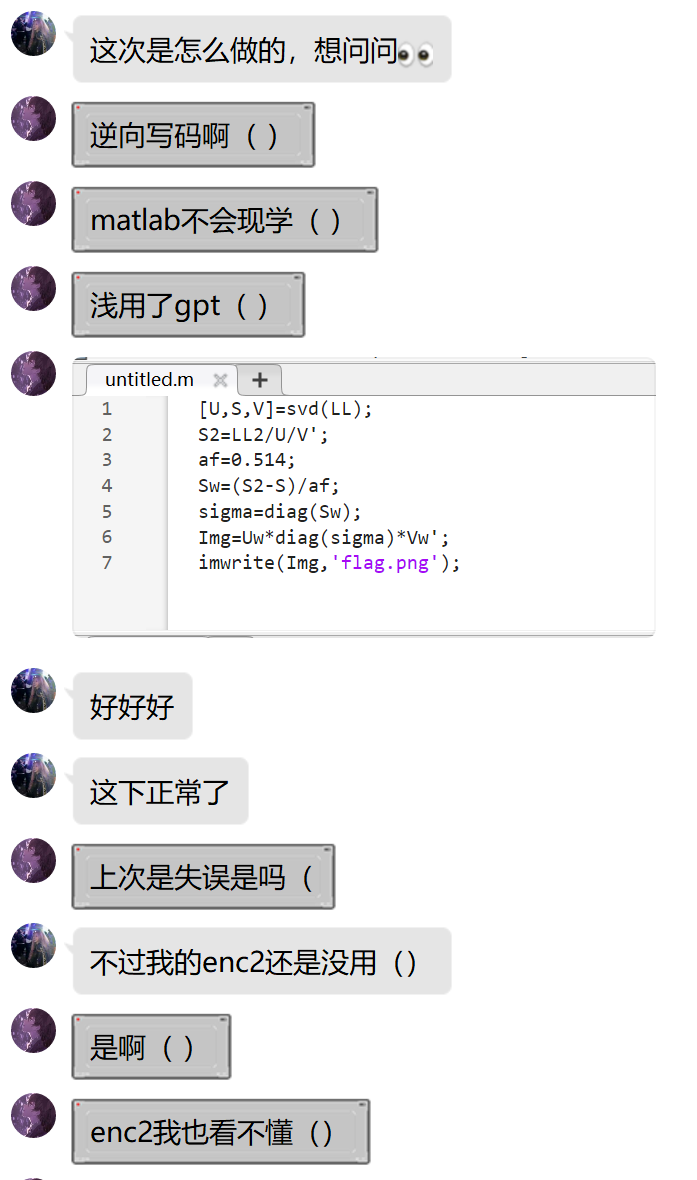 这次是怎么做的，想问问👀
逆向写码啊（ ）
matlab不会现学（ ）
浅用了gpt（ ）
untitled.m
1 [U,S,V]=svd(LL);
2 S2=LL2/U/V';
3 af=0.514;
4 Sw=(S2-S)/af;
5 sigma=diag(Sw);
6 Img=Uw*diag(sigma)*Vw';
7 imwrite(Img,'flag.png');
好好好
这下正常了
上次是失误是吗（
不过我的enc2还是没用（）
是啊（ ）
enc2我也看不懂（）